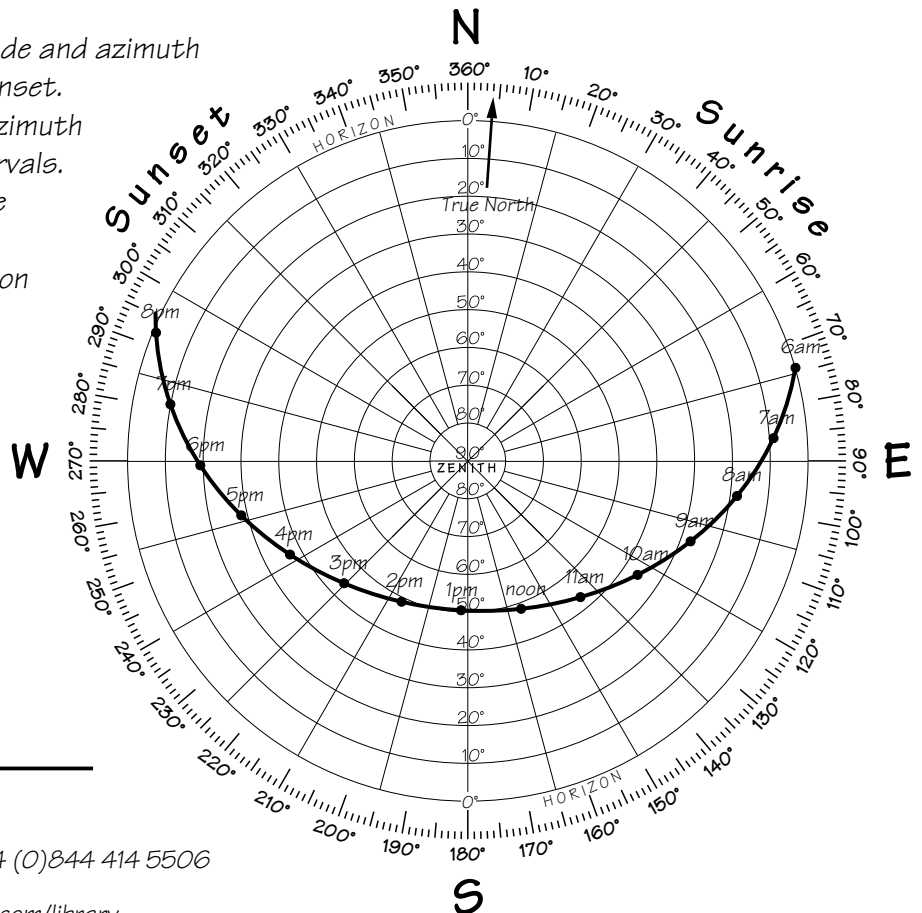 de and azimuth
nset.
zimuth
rvals.
e
on
N
Sunset
Sunrise
360°
10°
20°
30°
40°
50°
60°
70°
80°
90°
100°
110°
120°
130°
140°
150°
160°
170°
180°
190°
200°
210°
220°
230°
240°
250°
260°
270°
280°
290°
300°
310°
320°
330°
340°
350°
HORIZON
0°
10°
20°
True North
30°
40°
50°
60°
70°
80°
90°
ZENITH
80°
70°
60°
50°
40°
30°
20°
10°
0°
HORIZON
6am
7am
8am
9am
10am
11am
noon
1pm
2pm
3pm
4pm
5pm
6pm
7pm
8pm
W
E
S
4 (0)844 414 5506
com/library